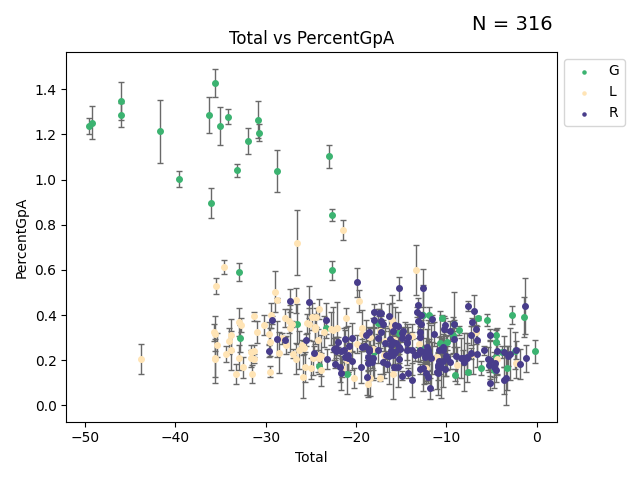 N = 316
Total vs PercentGpA
G
L
R
PercentGpA
1.4
1.2
1.0
0.8
0.6
0.4
0.2
0.0
−50 −40 −30 −20 −10 0
Total